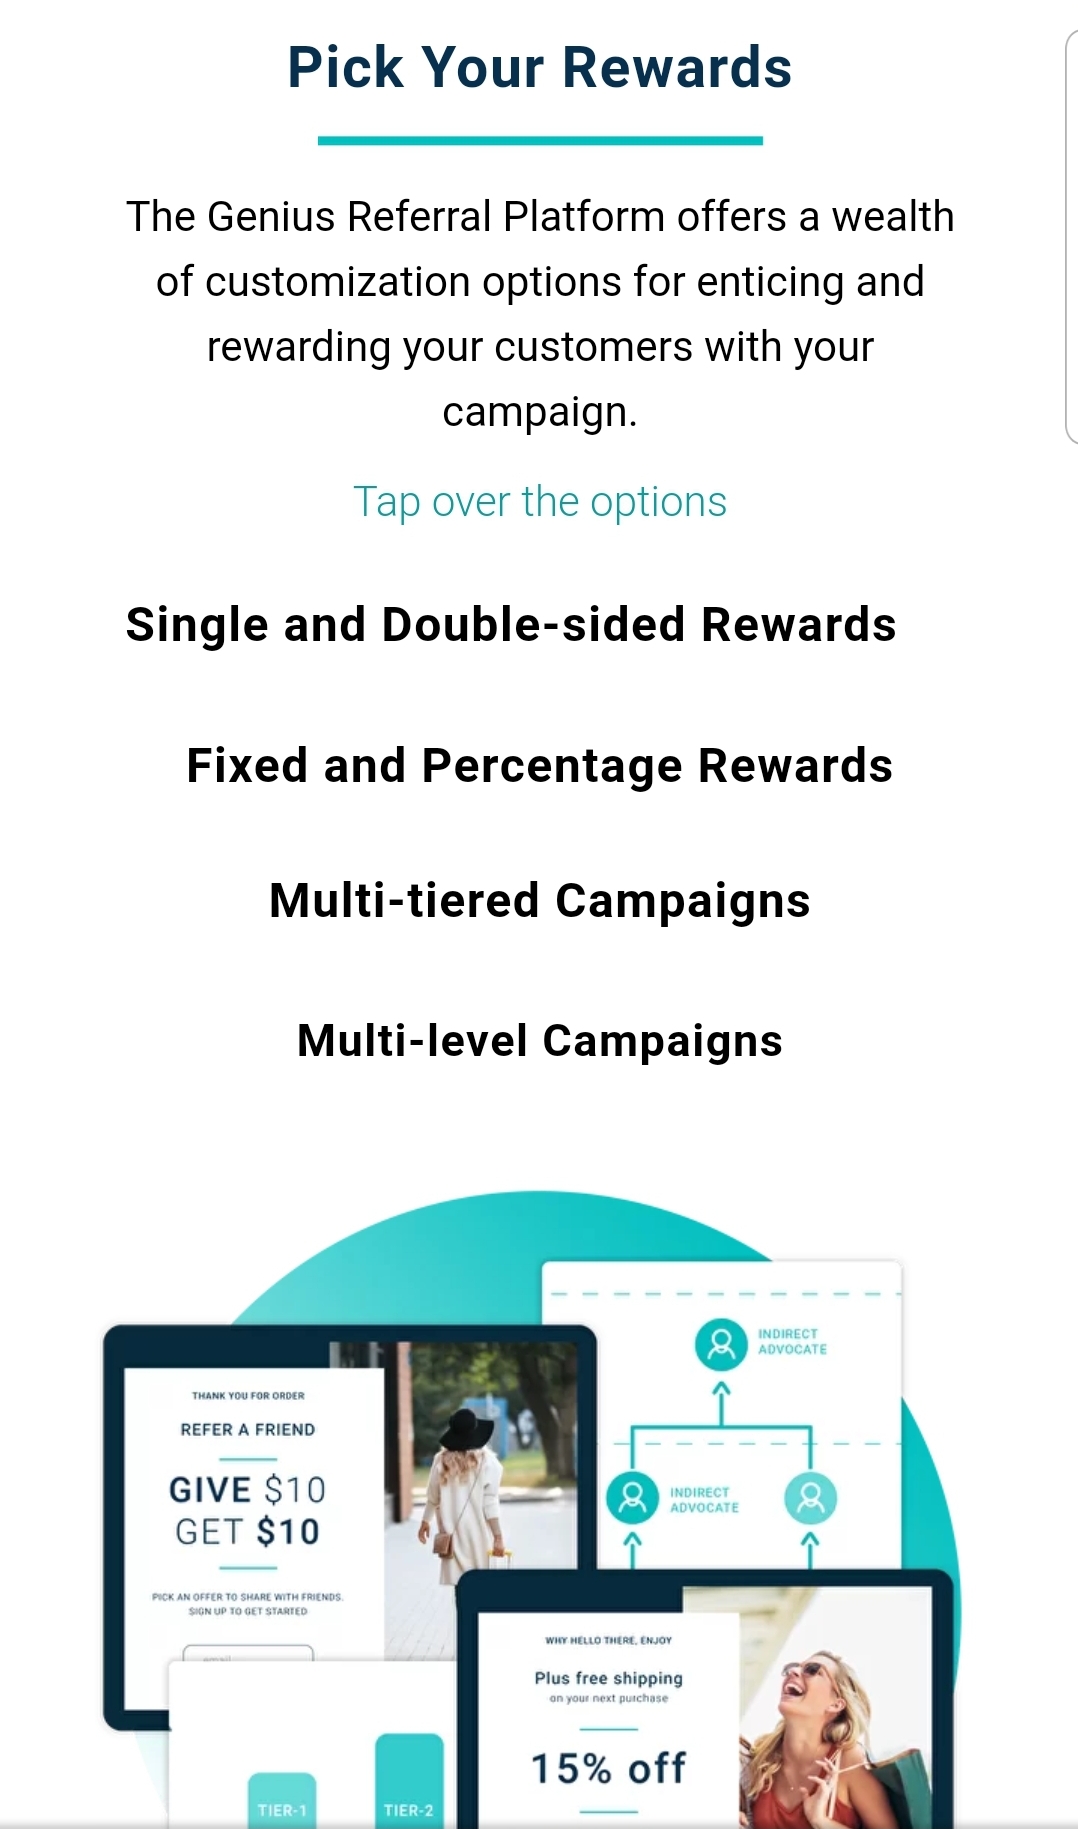 Pick Your Rewards
The Genius Referral Platform offers a wealth
of customization options for enticing and
rewarding your customers with your
campaign.
Tap over the options
Single and Double-sided Rewards
Fixed and Percentage Rewards
Multi-tiered Campaigns
Multi-level Campaigns
INDIRECT
ADVOCATE
THANK YOU FOR ORDER
REFER A FRIEND
GIVE $10
GET $10
PICK AN OFFER TO SHARE WITH FRIENDS.
SIGN UP TO GET STARTED
INDIRECT
ADVOCATE
WHY HELLO THERE, ENJOY
Plus free shipping
on your next purchase
15% off
TIER-1
TIER-2